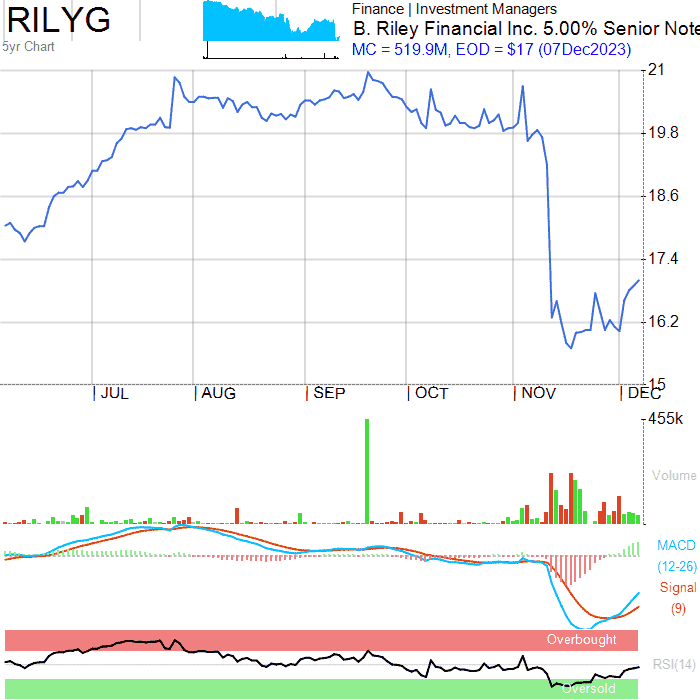 RILYG
5yr Chart
Finance | Investment Managers
B. Riley Financial Inc. 5.00% Senior Note
MC = 519.9M, EOD = $17 (07Dec2023)
21
19.8
18.6
17.4
16.2
15
JUL
AUG
SEP
OCT
NOV
DEC
455k
Volume
MACD
(12-26)
Signal
(9)
Overbought
RSI(14)
Oversold